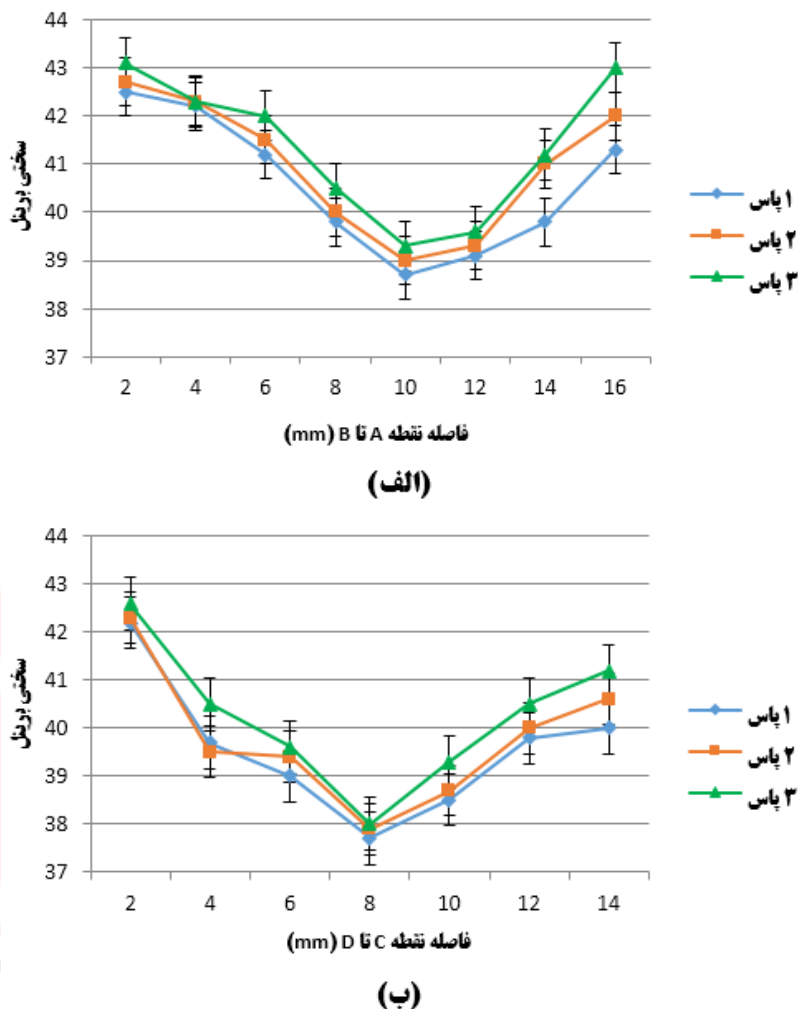 44
43
42
41
40
39
38
37
سختی برینل
2 4 6 8 10 12 14 16
فاصله نقطه A تا B (mm)
۱ پاس
۲ پاس
۳ پاس
(الف)
44
43
42
41
40
39
38
37
سختی برینل
2 4 6 8 10 12 14
فاصله نقطه C تا D (mm)
۱ پاس
۲ پاس
۳ پاس
(ب)